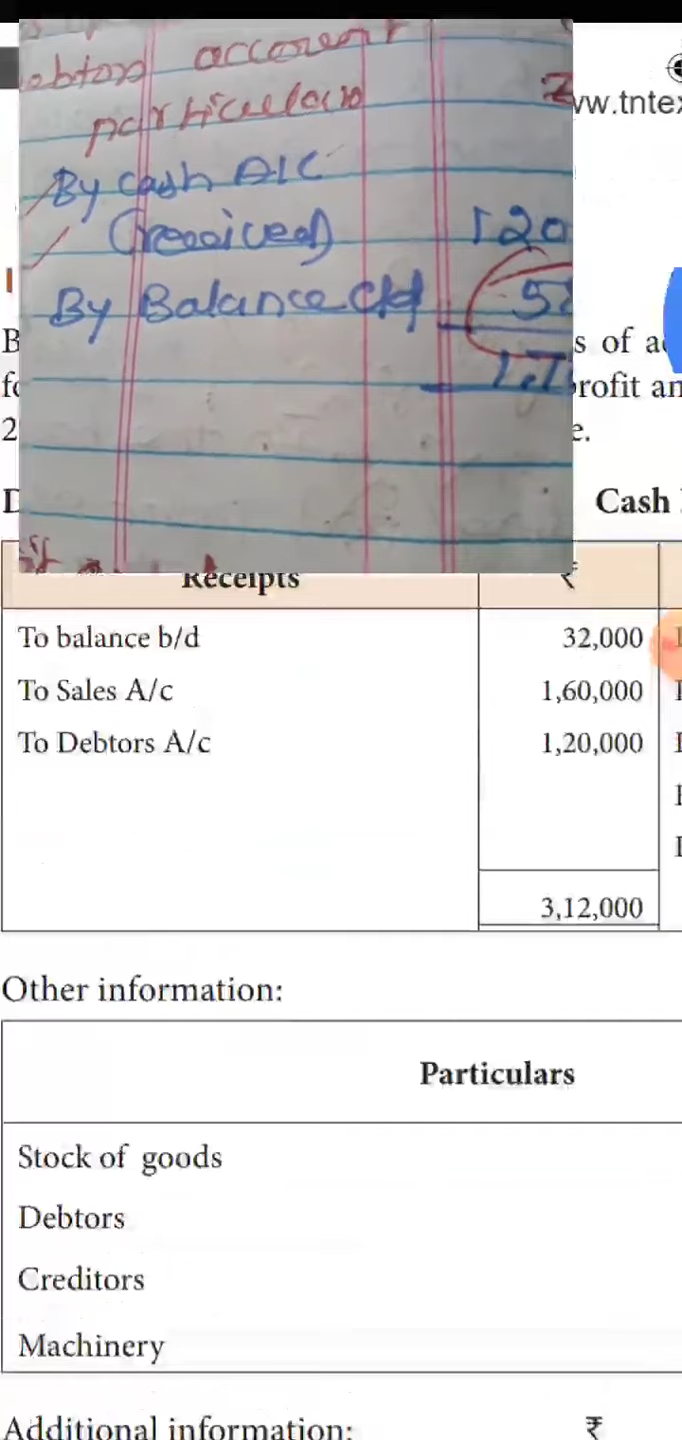 ebtors account
particulars
By cash A/C
(received)
120
By Balance c/d
ww.tntex
s of a
rofit an
2
e.
Cash
Receipts
₹
To balance b/d
32,000
To Sales A/c
1,60,000
To Debtors A/c
1,20,000
3,12,000
Other information:
Particulars
Stock of goods
Debtors
Creditors
Machinery
Additional information:
₹